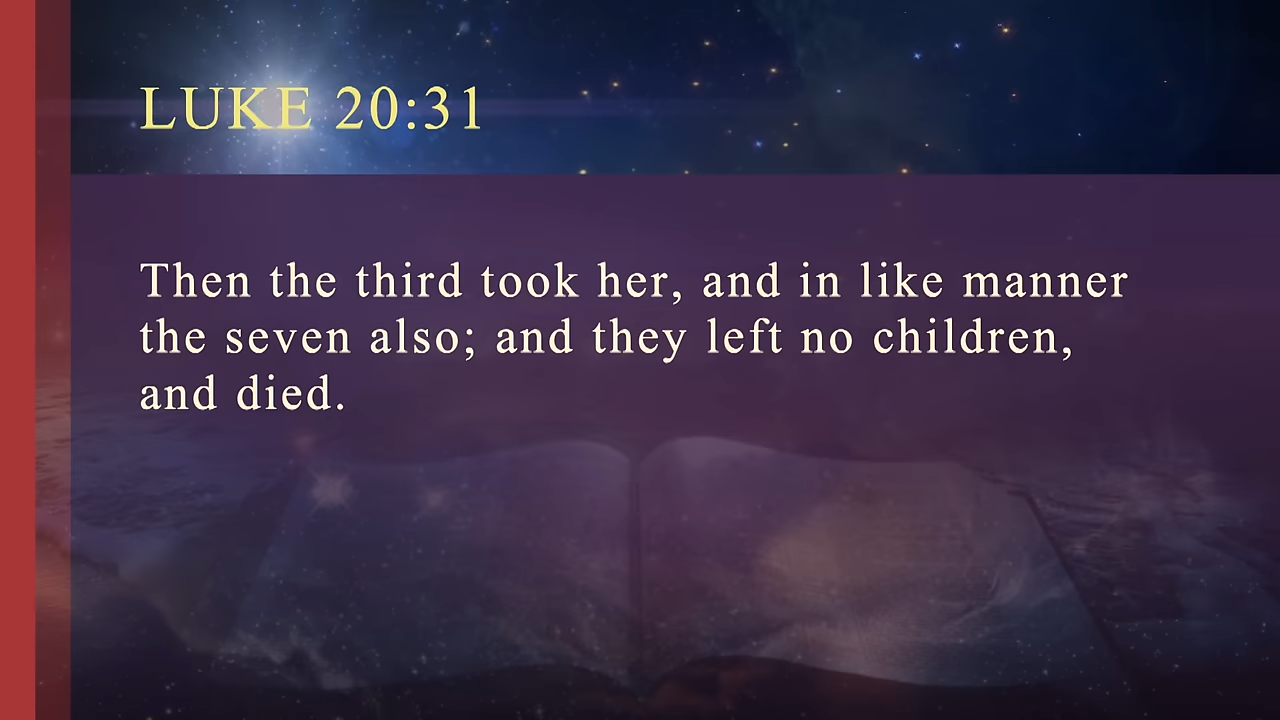 LUKE 20:31
Then the third took her, and in like manner
the seven also; and they left no children,
and died.